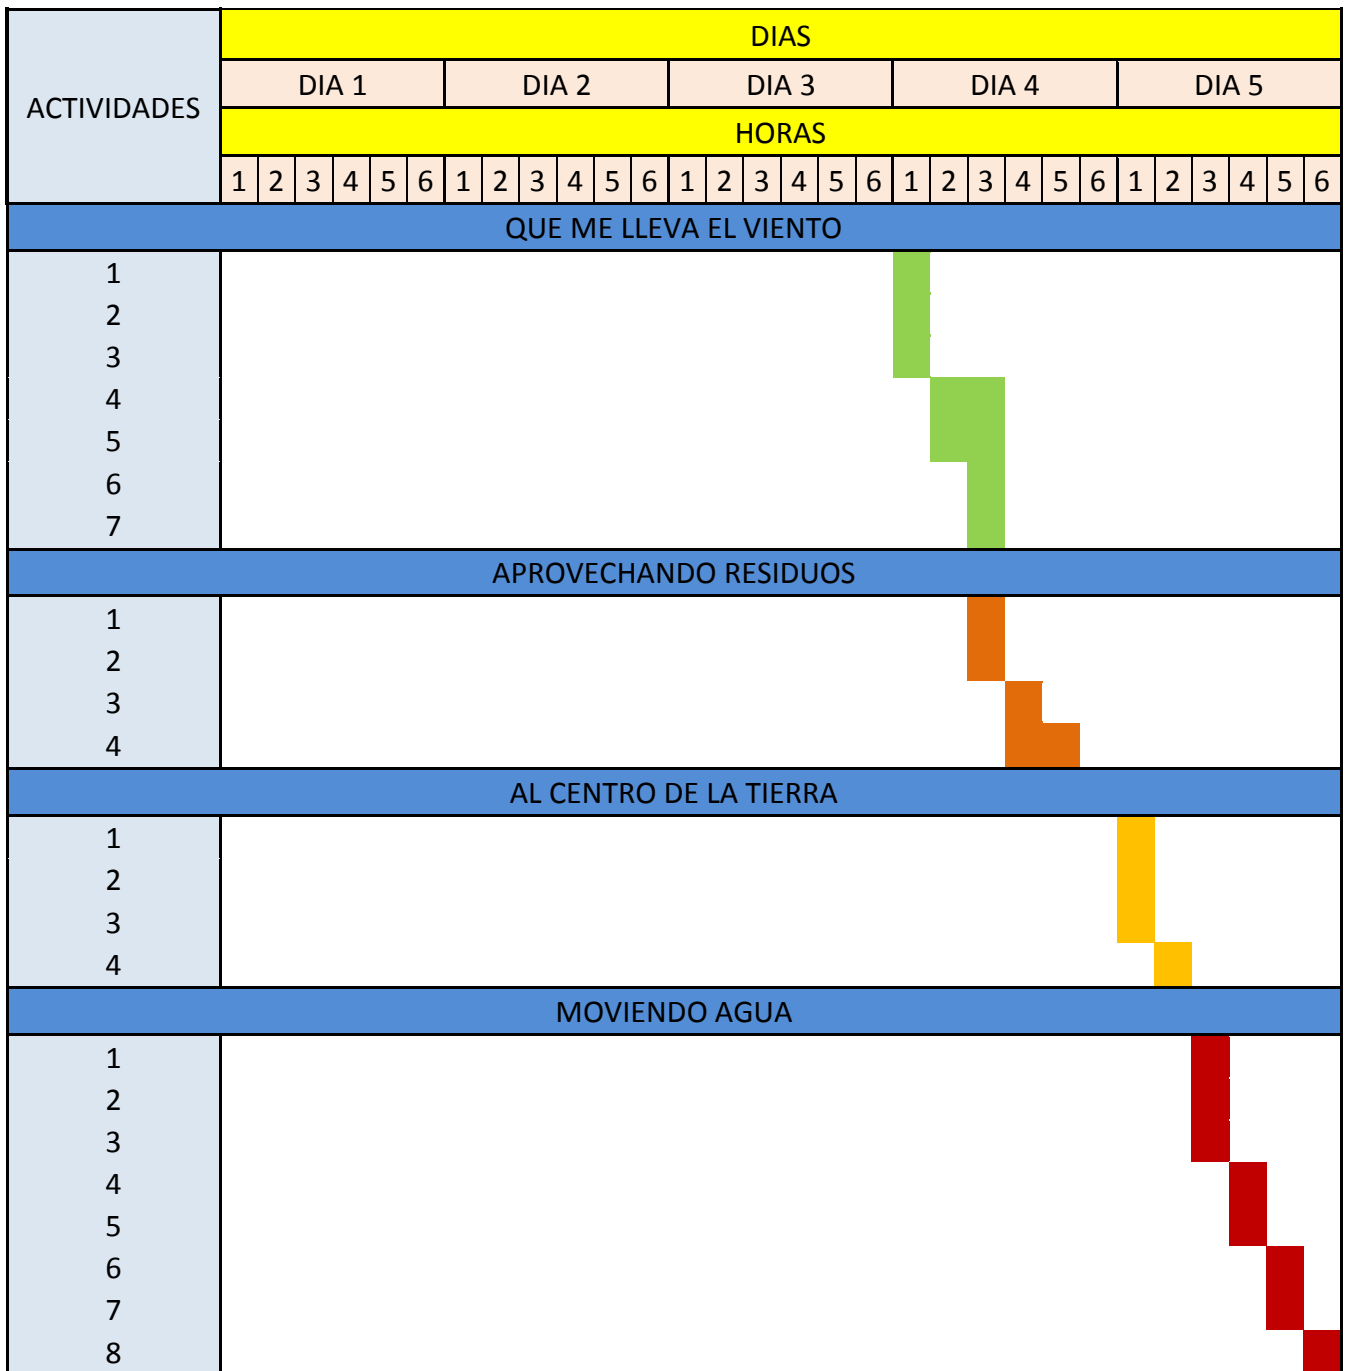 DIAS
ACTIVIDADES
DIA 1 DIA 2 DIA 3 DIA 4 DIA 5
HORAS
1 2 3 4 5 6 1 2 3 4 5 6 1 2 3 4 5 6 1 2 3 4 5 6 1 2 3 4 5 6
QUE ME LLEVA EL VIENTO
1
2
3
4
5
6
7
APROVECHANDO RESIDUOS
1
2
3
4
AL CENTRO DE LA TIERRA
1
2
3
4
MOVIENDO AGUA
1
2
3
4
5
6
7
8